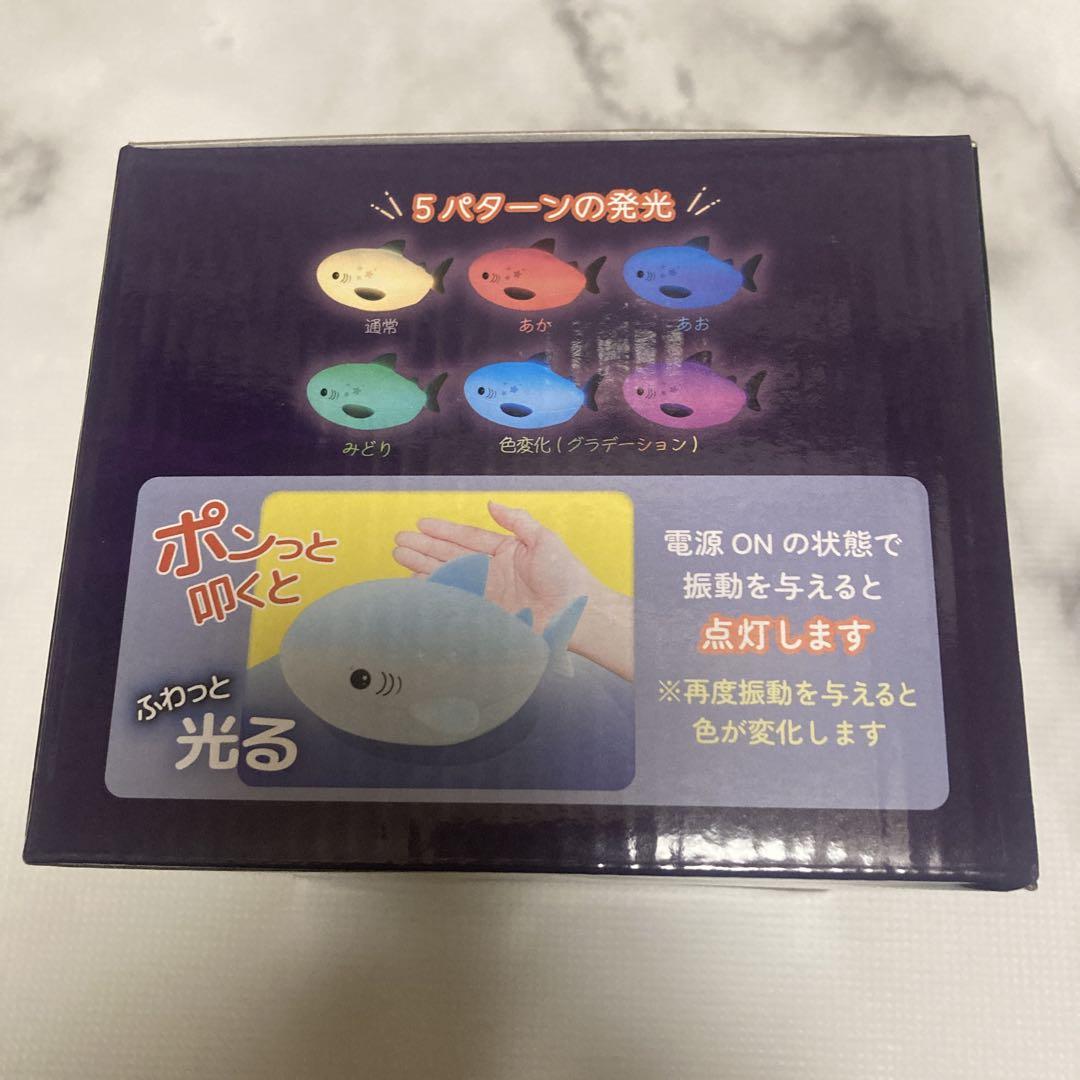 5パターンの発光
通常
あか
あお
みどり
色変化(グラデーション)
ポンっと
叩くと
ふわっと
光る
電源ONの状態で
振動を与えると
点灯します
※再度振動を与えると
色が変化します